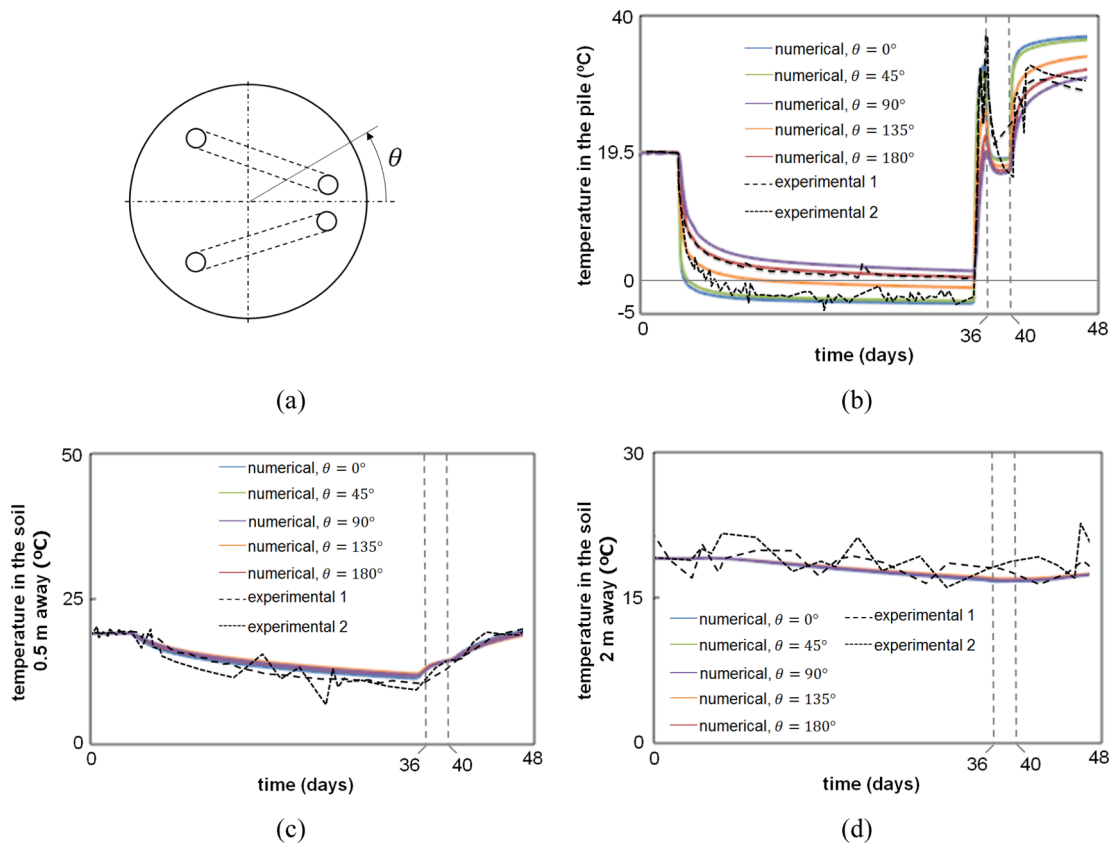 θ
(a)
temperature in the pile (ºC)
40
19.5
0
-5
numerical, θ = 0°
numerical, θ = 45°
numerical, θ = 90°
numerical, θ = 135°
numerical, θ = 180°
experimental 1
experimental 2
0
36
40
48
time (days)
(b)
temperature in the soil
0.5 m away (ºC)
50
25
0
numerical, θ = 0°
numerical, θ = 45°
numerical, θ = 90°
numerical, θ = 135°
numerical, θ = 180°
experimental 1
experimental 2
0
36
40
48
time (days)
(c)
temperature in the soil
2 m away (ºC)
30
15
0
numerical, θ = 0°
numerical, θ = 45°
numerical, θ = 90°
numerical, θ = 135°
numerical, θ = 180°
experimental 1
experimental 2
0
36
40
48
time (days)
(d)